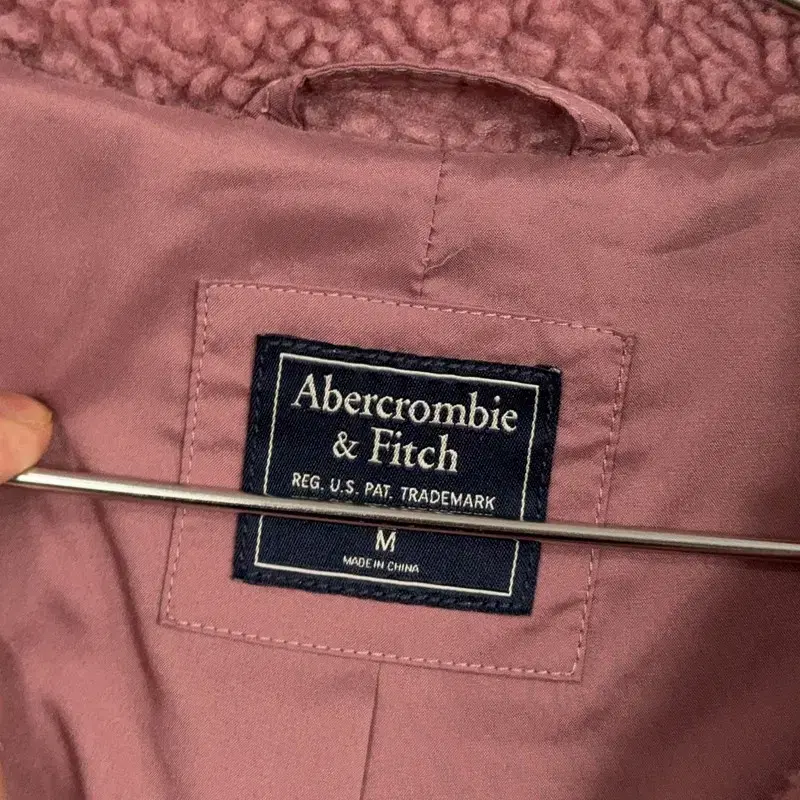 Abercrombie
& Fitch
REG. U.S. PAT. TRADEMARK
M
MADE IN CHINA